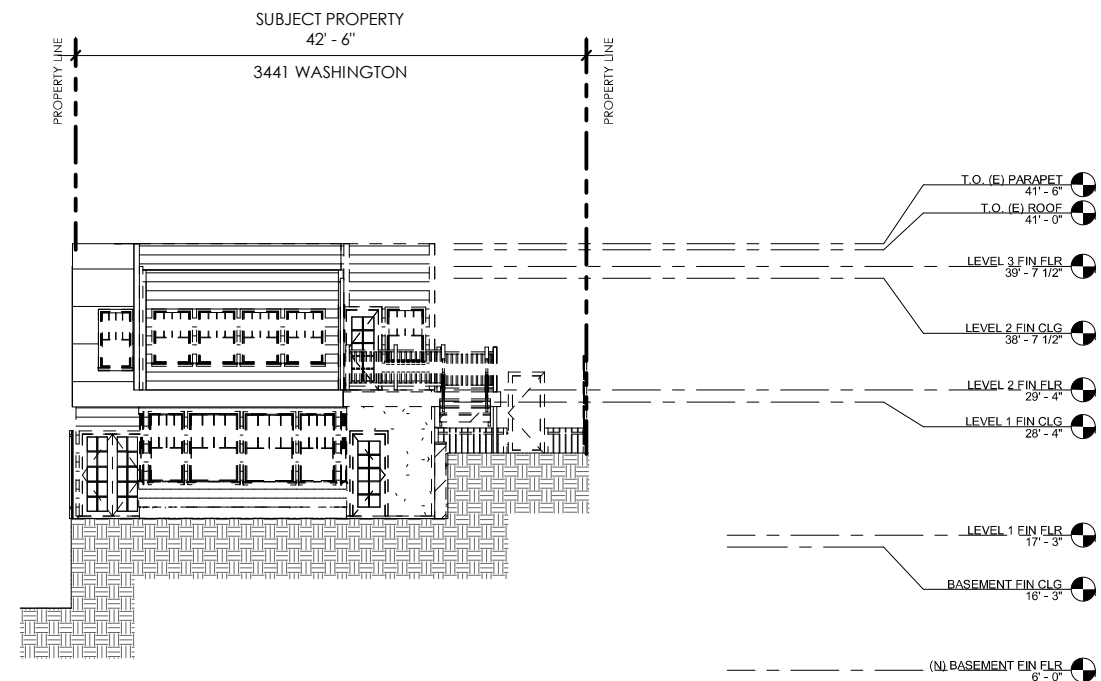 SUBJECT PROPERTY
42' - 6"
3441 WASHINGTON
PROPERTY LINE
PROPERTY LINE
T.O. (E) PARAPET
41' - 6"
T.O. (E) ROOF
41' - 0"
LEVEL 3 FIN FLR
39' - 7 1/2"
LEVEL 2 FIN CLG
38' - 7 1/2"
LEVEL 2 FIN FLR
29' - 4"
LEVEL 1 FIN CLG
28' - 4"
LEVEL 1 FIN FLR
17' - 3"
BASEMENT FIN CLG
16' - 3"
(N) BASEMENT FIN FLR
6' - 0"